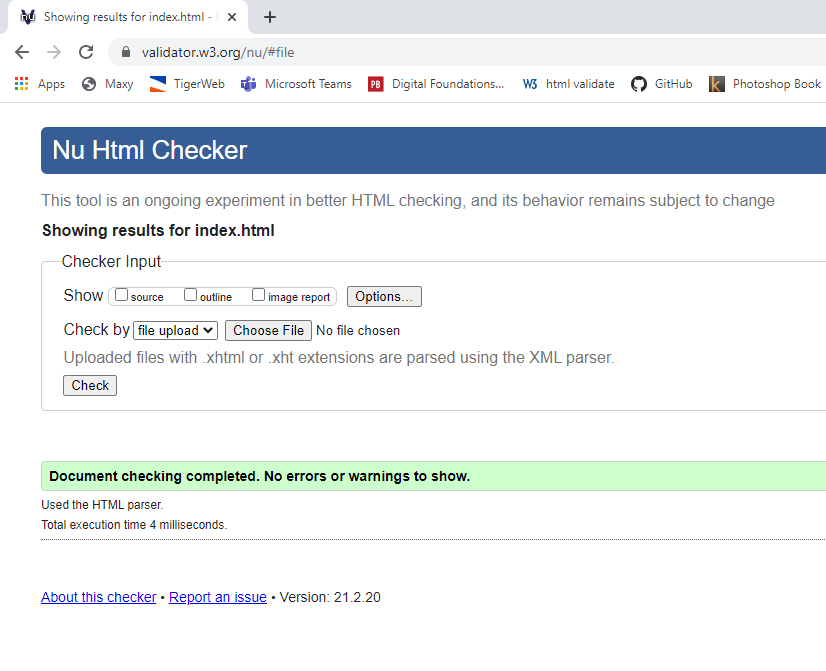 Showing results for index.html -
validator.w3.org/nu/#file
Apps Maxy TigerWeb Microsoft Teams PB Digital Foundations... W3 html validate GitHub k Photoshop Book
Nu Html Checker
This tool is an ongoing experiment in better HTML checking, and its behavior remains subject to change
Showing results for index.html
Checker Input
Show source outline image report Options...
Check by file upload Choose File No file chosen
Uploaded files with .xhtml or .xht extensions are parsed using the XML parser.
Check
Document checking completed. No errors or warnings to show.
Used the HTML parser.
Total execution time 4 milliseconds.
About this checker • Report an issue • Version: 21.2.20